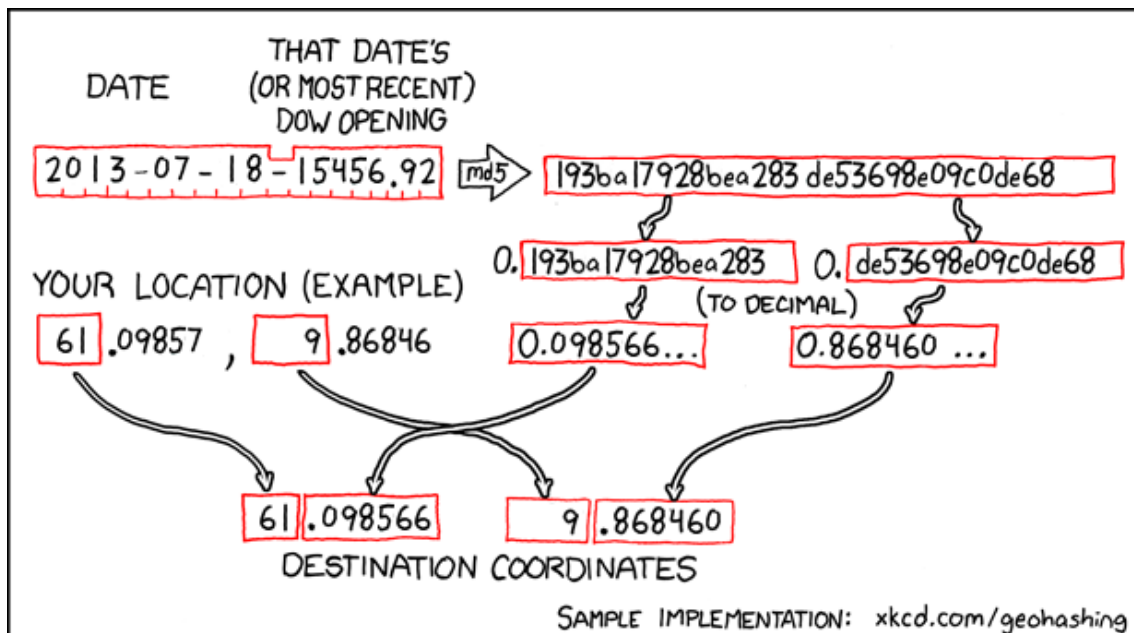 DATE
THAT DATE'S
(OR MOST RECENT)
DOW OPENING
2013-07-18-15456.92
md5
193ba17928bea283de53698e09c0de68
0.193ba17928bea283
0.de53698e09c0de68
(TO DECIMAL)
YOUR LOCATION (EXAMPLE)
61.09857, 9.86846
0.098566...
0.868460...
61.098566
9.868460
DESTINATION COORDINATES
SAMPLE IMPLEMENTATION: xkcd.com/geohashing